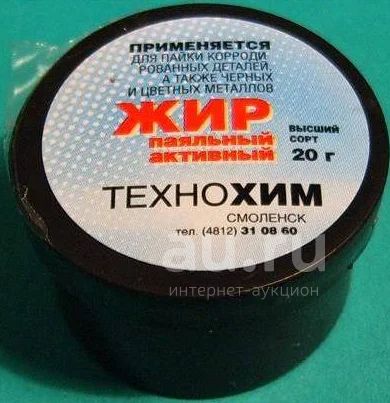 ПРИМЕНЯЕТСЯ
ДЛЯ ПАЙКИ КОРРОДИ-
РОВАННЫХ ДЕТАЛЕЙ,
А ТАКЖЕ ЧЕРНЫХ
И ЦВЕТНЫХ МЕТАЛЛОВ
ЖИР
паяльный
активный
ВЫСШИЙ
СОРТ
20 г
ТЕХНОХИМ
СМОЛЕНСК
тел. (4812) 31 08 60
au.ru
интернет-аукцион